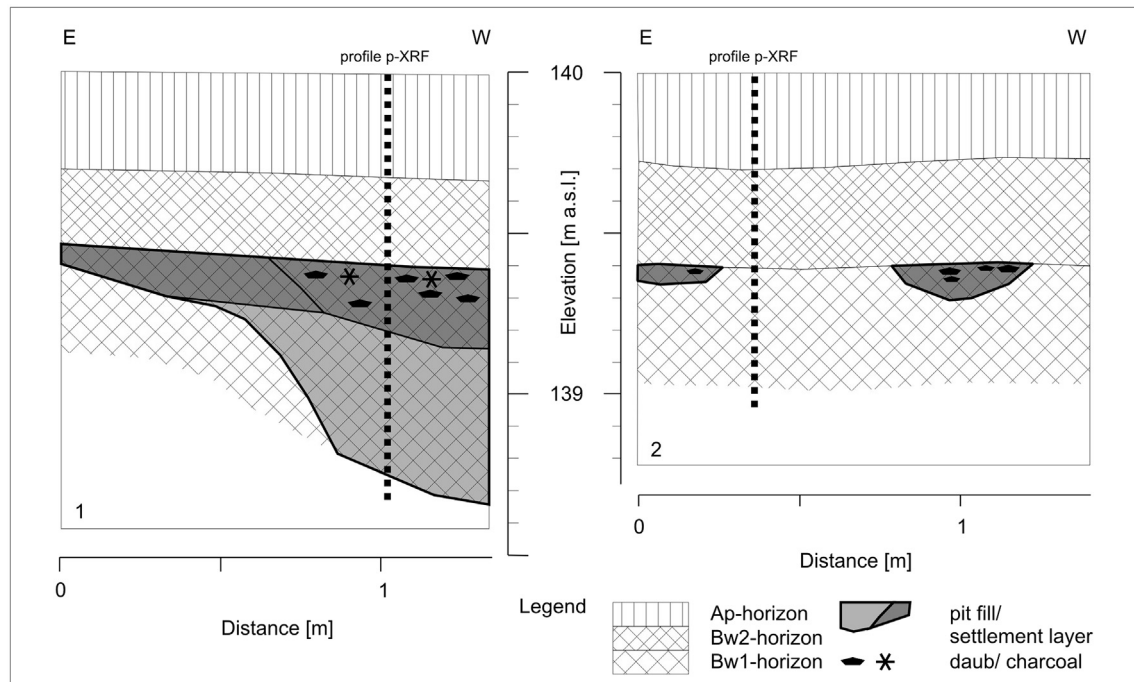 E
W
profile p-XRF
140
139
Elevation [m a.s.l.]
1
0
1
Distance [m]
E
W
profile p-XRF
2
0
1
Distance [m]
Legend
Ap-horizon
Bw2-horizon
Bw1-horizon
pit fill/
settlement layer
daub/ charcoal